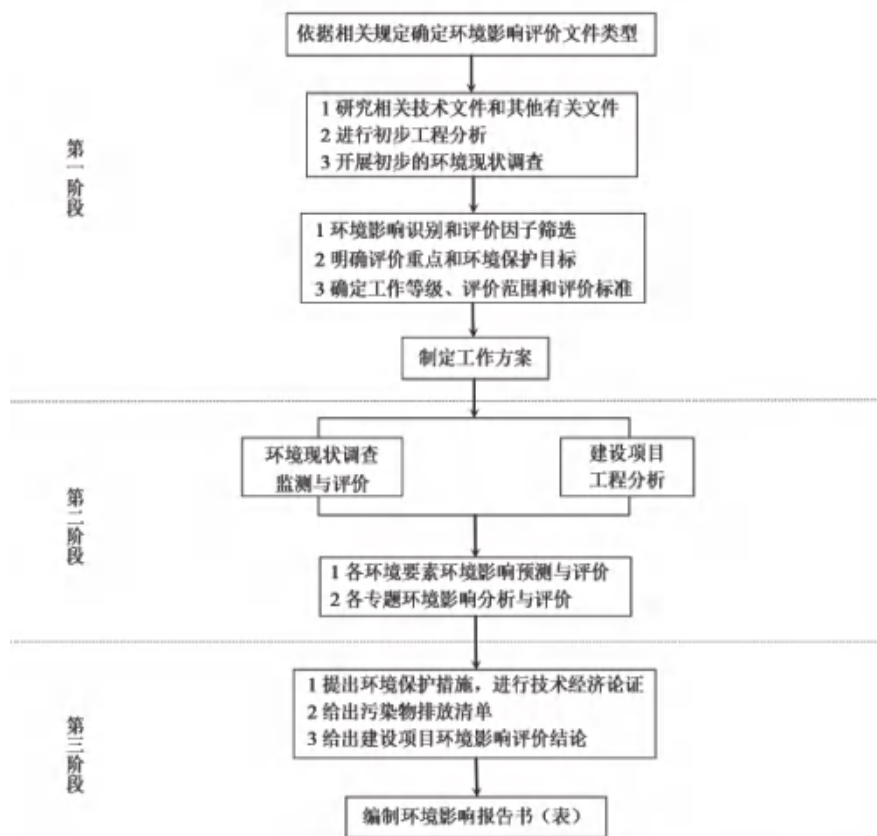 依据相关规定确定环境影响评价文件类型
1 研究相关技术文件和其他有关文件
2 进行初步工程分析
3 开展初步的环境现状调查
第一阶段
1 环境影响识别和评价因子筛选
2 明确评价重点和环境保护目标
3 确定工作等级、评价范围和评价标准
制定工作方案
环境现状调查
监测与评价
建设项目
工程分析
第二阶段
1 各环境要素环境影响预测与评价
2 各专题环境影响分析与评价
1 提出环境保护措施，进行技术经济论证
2 给出污染物排放清单
3 给出建设项目环境影响评价结论
第三阶段
编制环境影响报告书（表）